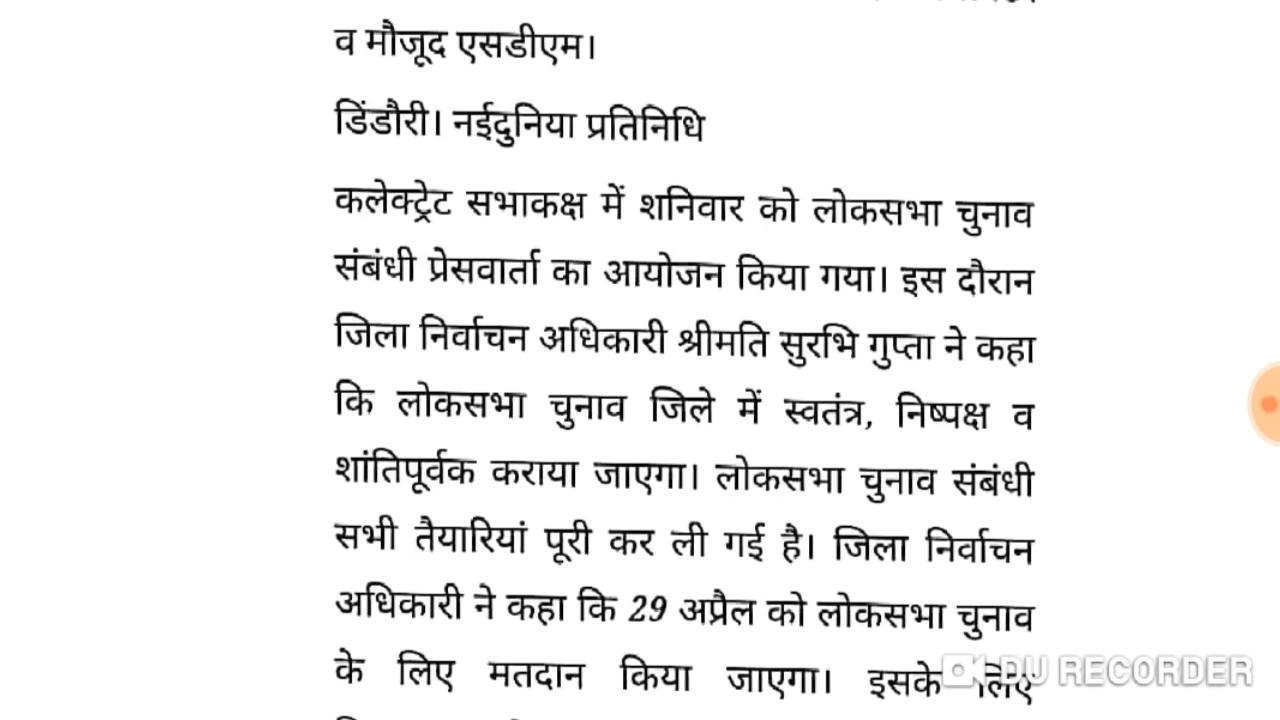 व मौजूद एसडीएम।
डिंडौरी। नईदुनिया प्रतिनिधि
कलेक्ट्रेट सभाकक्ष में शनिवार को लोकसभा चुनाव
संबंधी प्रेसवार्ता का आयोजन किया गया। इस दौरान
जिला निर्वाचन अधिकारी श्रीमति सुरभि गुप्ता ने कहा
कि लोकसभा चुनाव जिले में स्वतंत्र, निष्पक्ष व
शांतिपूर्वक कराया जाएगा। लोकसभा चुनाव संबंधी
सभी तैयारियां पूरी कर ली गई है। जिला निर्वाचन
अधिकारी ने कहा कि 29 अप्रैल को लोकसभा चुनाव
के लिए मतदान किया जाएगा। इसके लिए
DU RECORDER